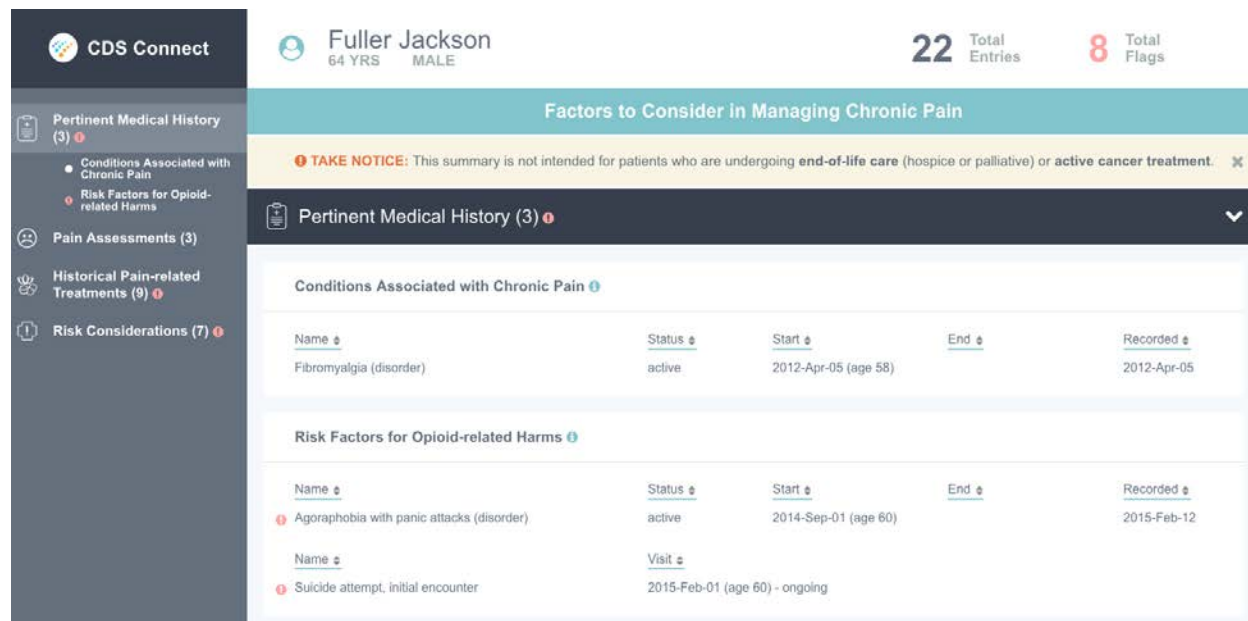 CDS Connect
Pertinent Medical History
(3)
Conditions Associated with
Chronic Pain
Risk Factors for Opioid-
related Harms
Pain Assessments (3)
Historical Pain-related
Treatments (9)
Risk Considerations (7)
Fuller Jackson
64 YRS MALE
22 Total
Entries
8 Total
Flags
Factors to Consider in Managing Chronic Pain
TAKE NOTICE: This summary is not intended for patients who are undergoing end-of-life care (hospice or palliative) or active cancer treatment.
Pertinent Medical History (3)
Conditions Associated with Chronic Pain
Name Status Start End Recorded
Fibromyalgia (disorder) active 2012-Apr-05 (age 58) 2012-Apr-05
Risk Factors for Opioid-related Harms
Name Status Start End Recorded
Agoraphobia with panic attacks (disorder) active 2014-Sep-01 (age 60) 2015-Feb-12
Name Visit
Suicide attempt, initial encounter 2015-Feb-01 (age 60) - ongoing